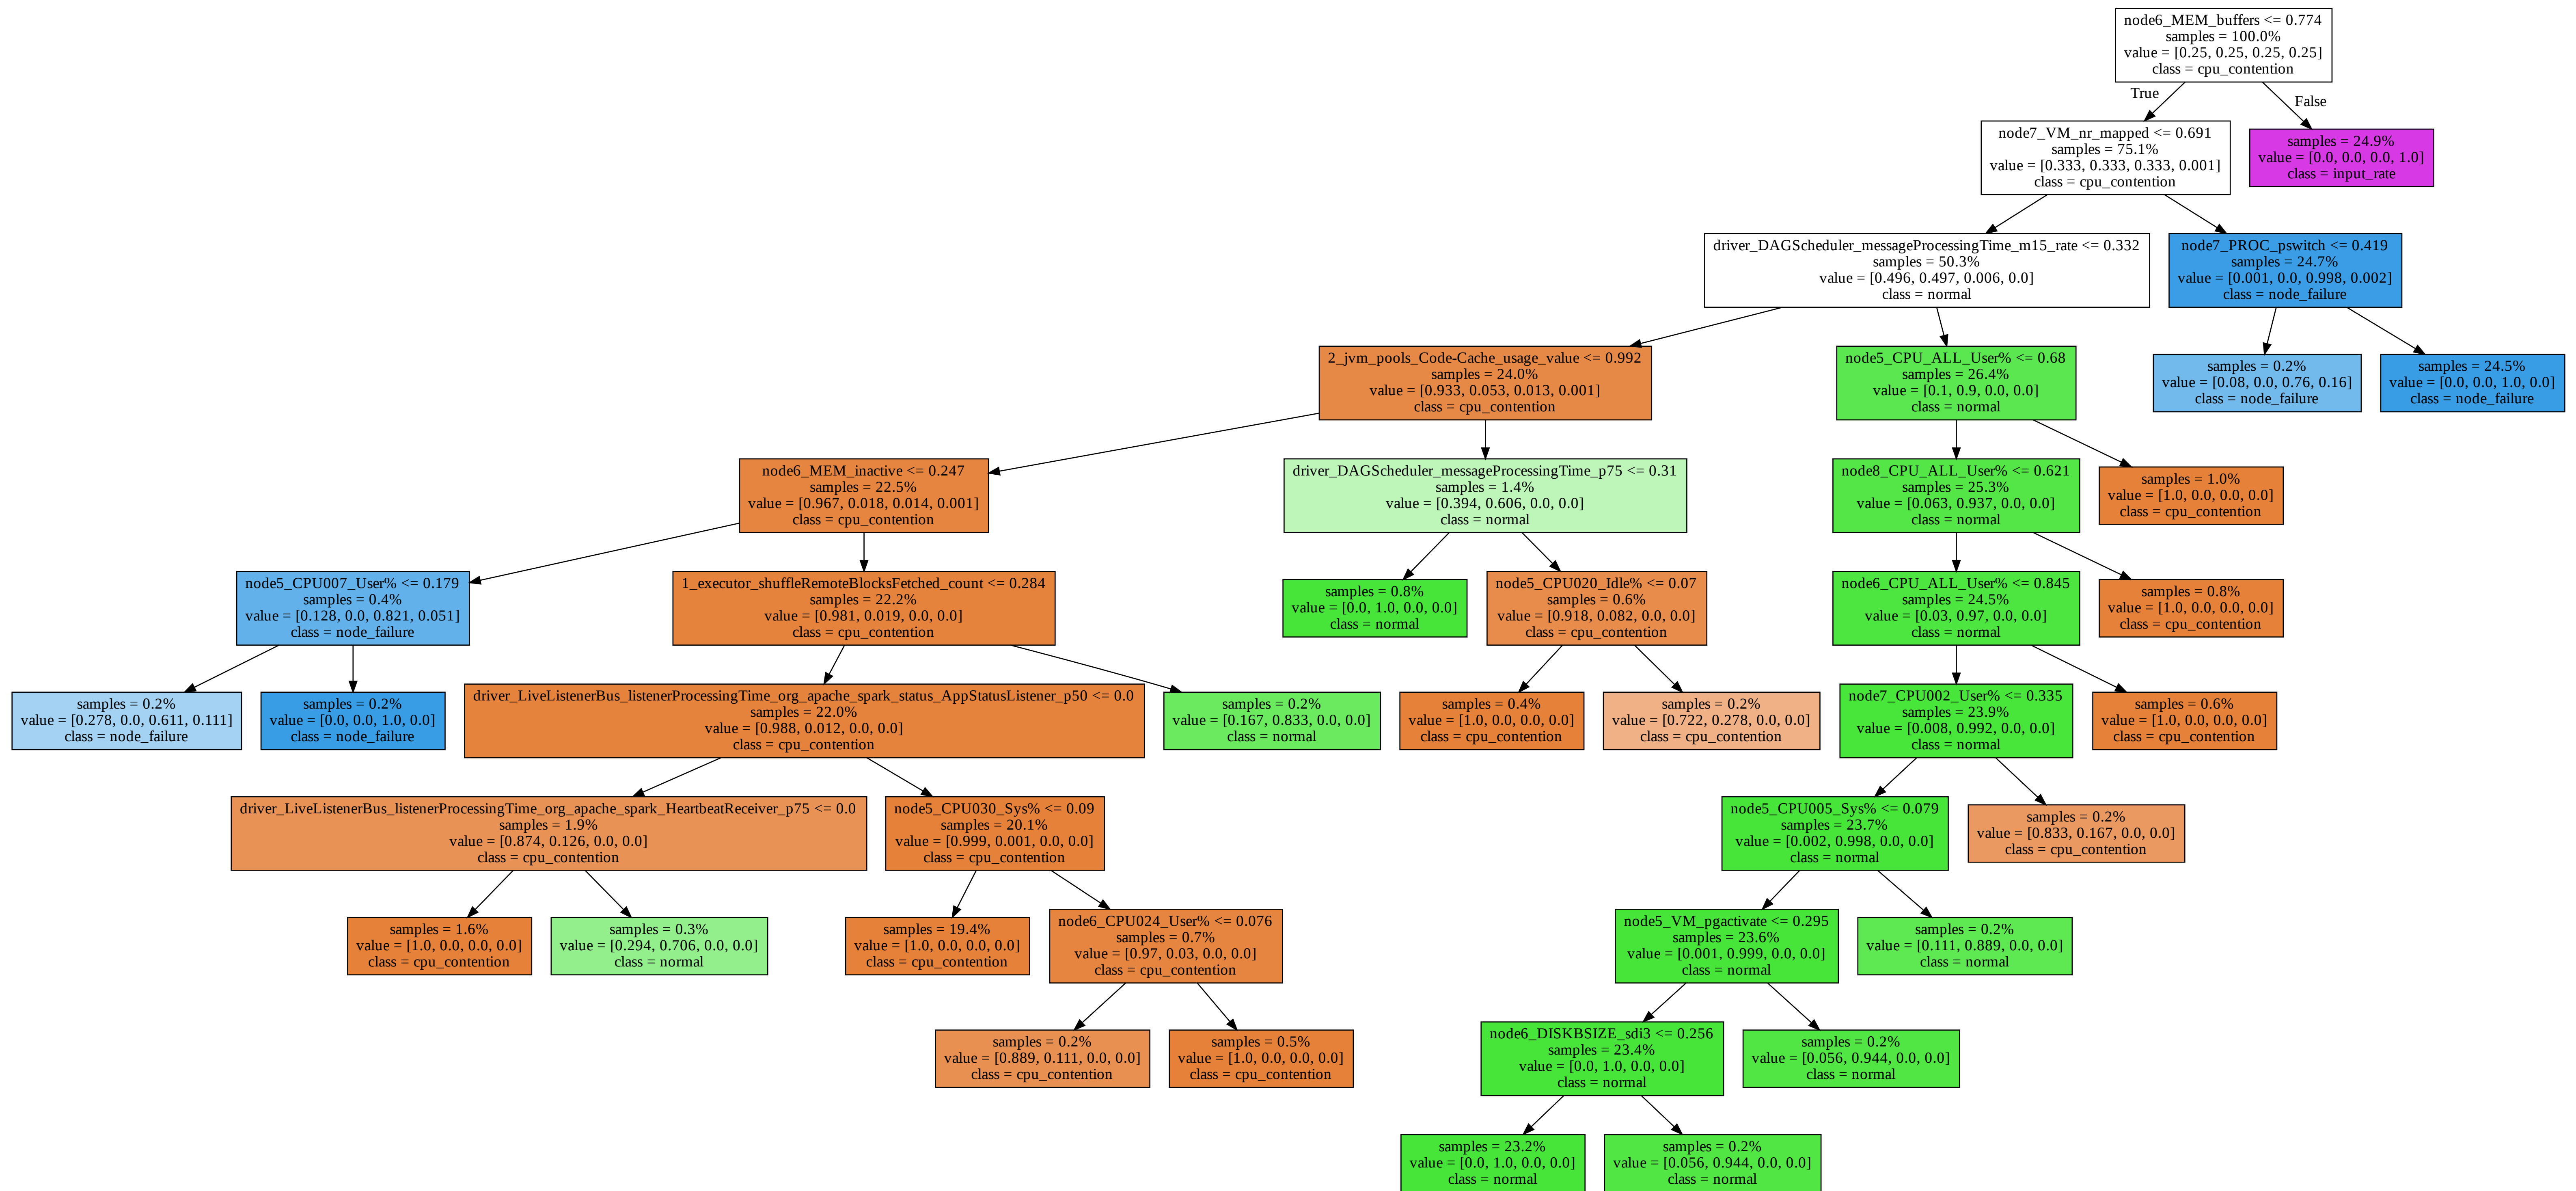 node6_MEM_buffers <= 0.774
samples = 100.0%
value = [0.25, 0.25, 0.25, 0.25]
class = cpu_contention
True
False
node7_VM_nr_mapped <= 0.691
samples = 75.1%
value = [0.333, 0.333, 0.333, 0.001]
class = cpu_contention
samples = 24.9%
value = [0.0, 0.0, 0.0, 1.0]
class = input_rate
driver_DAGScheduler_messageProcessingTime_m15_rate <= 0.332
samples = 50.3%
value = [0.496, 0.497, 0.006, 0.0]
class = normal
node7_PROC_pswitch <= 0.419
samples = 24.7%
value = [0.001, 0.0, 0.998, 0.002]
class = node_failure
2_jvm_pools_Code-Cache_usage_value <= 0.992
samples = 24.0%
value = [0.933, 0.053, 0.013, 0.001]
class = cpu_contention
node5_CPU_ALL_User% <= 0.68
samples = 26.4%
value = [0.1, 0.9, 0.0, 0.0]
class = normal
samples = 0.2%
value = [0.08, 0.0, 0.76, 0.16]
class = node_failure
samples = 24.5%
value = [0.0, 0.0, 1.0, 0.0]
class = node_failure
node6_MEM_inactive <= 0.247
samples = 22.5%
value = [0.967, 0.018, 0.014, 0.001]
class = cpu_contention
driver_DAGScheduler_messageProcessingTime_p75 <= 0.31
samples = 1.4%
value = [0.394, 0.606, 0.0, 0.0]
class = normal
node8_CPU_ALL_User% <= 0.621
samples = 25.3%
value = [0.063, 0.937, 0.0, 0.0]
class = normal
samples = 1.0%
value = [1.0, 0.0, 0.0, 0.0]
class = cpu_contention
node5_CPU007_User% <= 0.179
samples = 0.4%
value = [0.128, 0.0, 0.821, 0.051]
class = node_failure
1_executor_shuffleRemoteBlocksFetched_count <= 0.284
samples = 22.2%
value = [0.981, 0.019, 0.0, 0.0]
class = cpu_contention
samples = 0.8%
value = [0.0, 1.0, 0.0, 0.0]
class = normal
node5_CPU020_Idle% <= 0.07
samples = 0.6%
value = [0.918, 0.082, 0.0, 0.0]
class = cpu_contention
node6_CPU_ALL_User% <= 0.845
samples = 24.5%
value = [0.03, 0.97, 0.0, 0.0]
class = normal
samples = 0.8%
value = [1.0, 0.0, 0.0, 0.0]
class = cpu_contention
samples = 0.2%
value = [0.278, 0.0, 0.611, 0.111]
class = node_failure
samples = 0.2%
value = [0.0, 0.0, 1.0, 0.0]
class = node_failure
driver_LiveListenerBus_listenerProcessingTime_org_apache_spark_status_AppStatusListener_p50 <= 0.0
samples = 22.0%
value = [0.988, 0.012, 0.0, 0.0]
class = cpu_contention
samples = 0.2%
value = [0.167, 0.833, 0.0, 0.0]
class = normal
samples = 0.4%
value = [1.0, 0.0, 0.0, 0.0]
class = cpu_contention
samples = 0.2%
value = [0.722, 0.278, 0.0, 0.0]
class = cpu_contention
node7_CPU002_User% <= 0.335
samples = 23.9%
value = [0.008, 0.992, 0.0, 0.0]
class = normal
samples = 0.6%
value = [1.0, 0.0, 0.0, 0.0]
class = cpu_contention
driver_LiveListenerBus_listenerProcessingTime_org_apache_spark_HeartbeatReceiver_p75 <= 0.0
samples = 1.9%
value = [0.874, 0.126, 0.0, 0.0]
class = cpu_contention
node5_CPU030_Sys% <= 0.09
samples = 20.1%
value = [0.999, 0.001, 0.0, 0.0]
class = cpu_contention
node5_CPU005_Sys% <= 0.079
samples = 23.7%
value = [0.002, 0.998, 0.0, 0.0]
class = normal
samples = 0.2%
value = [0.833, 0.167, 0.0, 0.0]
class = cpu_contention
samples = 1.6%
value = [1.0, 0.0, 0.0, 0.0]
class = cpu_contention
samples = 0.3%
value = [0.294, 0.706, 0.0, 0.0]
class = normal
samples = 19.4%
value = [1.0, 0.0, 0.0, 0.0]
class = cpu_contention
node6_CPU024_User% <= 0.076
samples = 0.7%
value = [0.97, 0.03, 0.0, 0.0]
class = cpu_contention
node5_VM_pgactivate <= 0.295
samples = 23.6%
value = [0.001, 0.999, 0.0, 0.0]
class = normal
samples = 0.2%
value = [0.111, 0.889, 0.0, 0.0]
class = normal
samples = 0.2%
value = [0.889, 0.111, 0.0, 0.0]
class = cpu_contention
samples = 0.5%
value = [1.0, 0.0, 0.0, 0.0]
class = cpu_contention
node6_DISKBSIZE_sdi3 <= 0.256
samples = 23.4%
value = [0.0, 1.0, 0.0, 0.0]
class = normal
samples = 0.2%
value = [0.056, 0.944, 0.0, 0.0]
class = normal
samples = 23.2%
value = [0.0, 1.0, 0.0, 0.0]
class = normal
samples = 0.2%
value = [0.056, 0.944, 0.0, 0.0]
class = normal